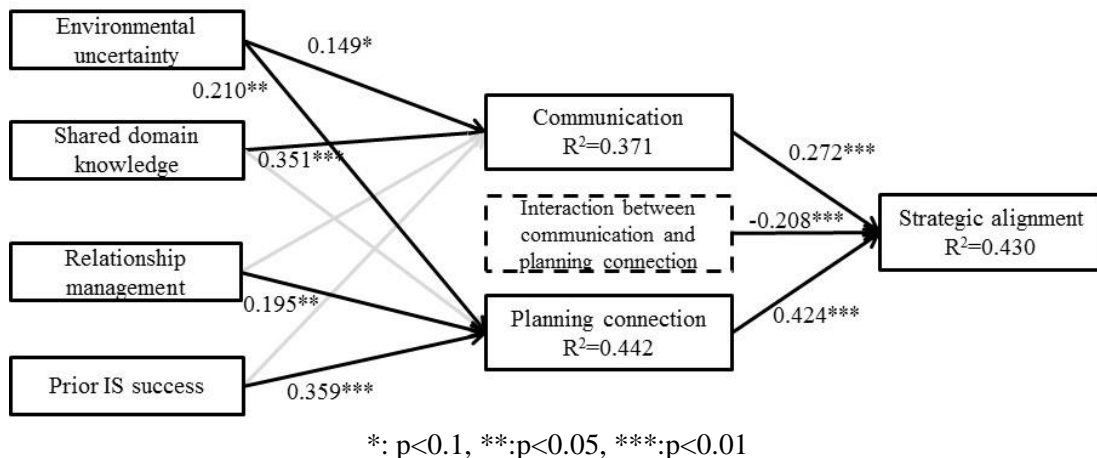 Environmental
uncertainty
0.149*
0.210**
Shared domain
knowledge
0.351***
Communication
R²=0.371
0.272***
Interaction between
communication and
planning connection
-0.208***
Strategic alignment
R²=0.430
Relationship
management
0.195**
Planning connection
R²=0.442
0.424***
Prior IS success
0.359***
*: p<0.1, **:p<0.05, ***:p<0.01